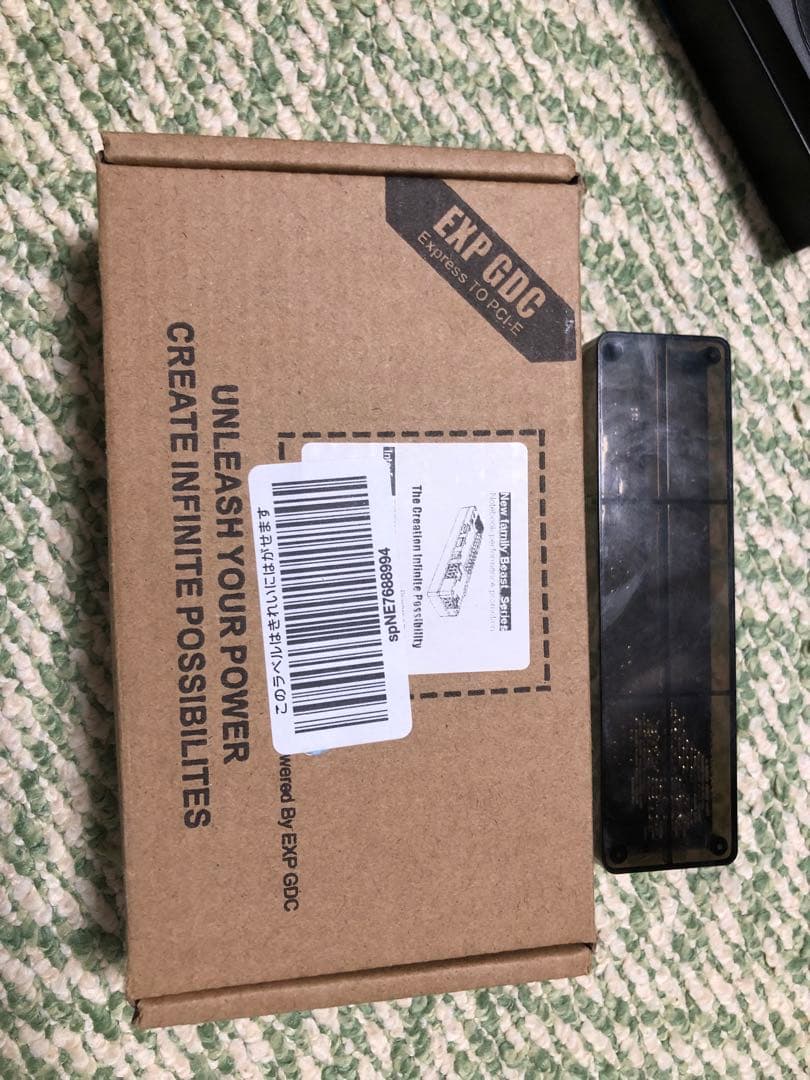 EXP GDC
Express TO PCI-E
New family Beast Series
The Creation Infinite Possibility
spNE7688994
このラベルはきれいにはがせます
wered By EXP GDC
UNLEASH YOUR POWER
CREATE INFINITE POSSIBILITES